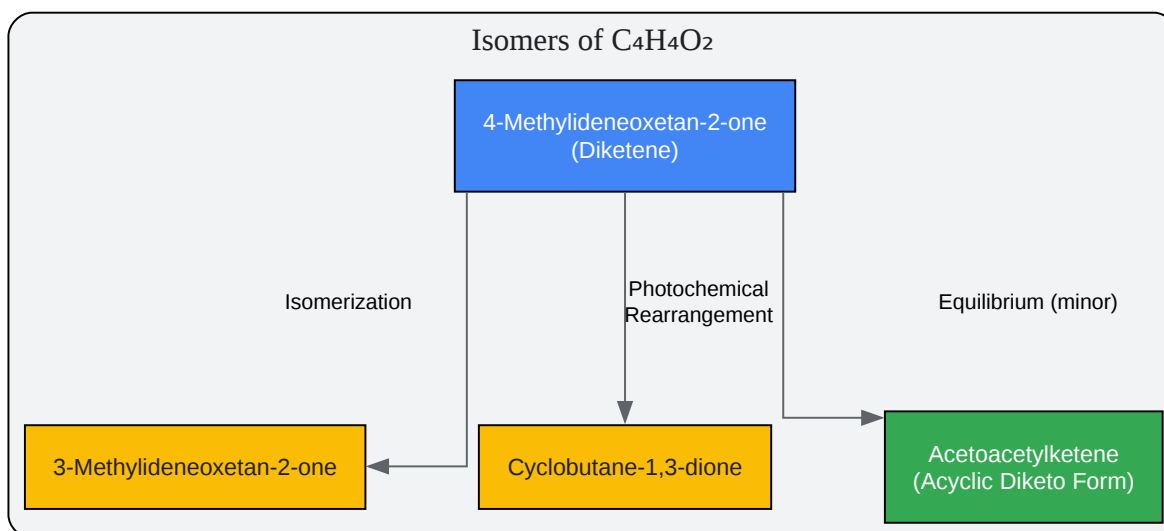 Isomers of C₄H₄O₂
4-Methylideneoxetan-2-one
(Diketene)
Isomerization
Photochemical
Rearrangement
Equilibrium (minor)
3-Methylideneoxetan-2-one
Cyclobutane-1,3-dione
Acetoacetylketene
(Acyclic Diketo Form)